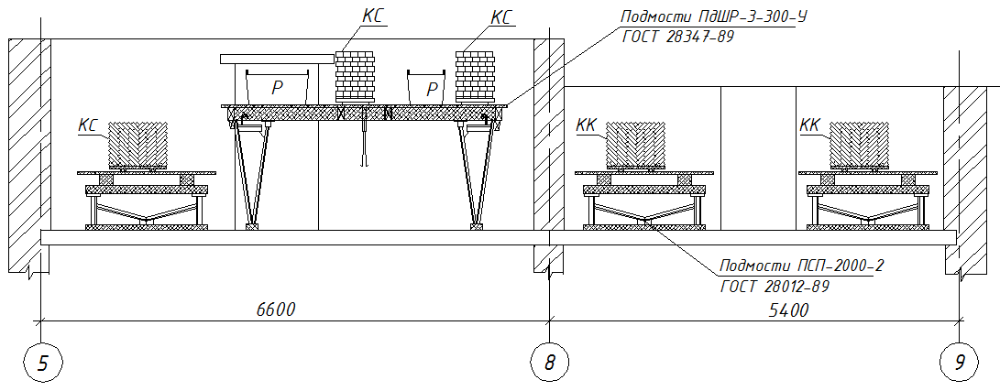 КС
КС
Подмости ПдШР-3-300-У
ГОСТ 28347-89
Р
Р
КС
КК
КК
Подмости ПСП-2000-2
ГОСТ 28012-89
6600
5400
5
8
9